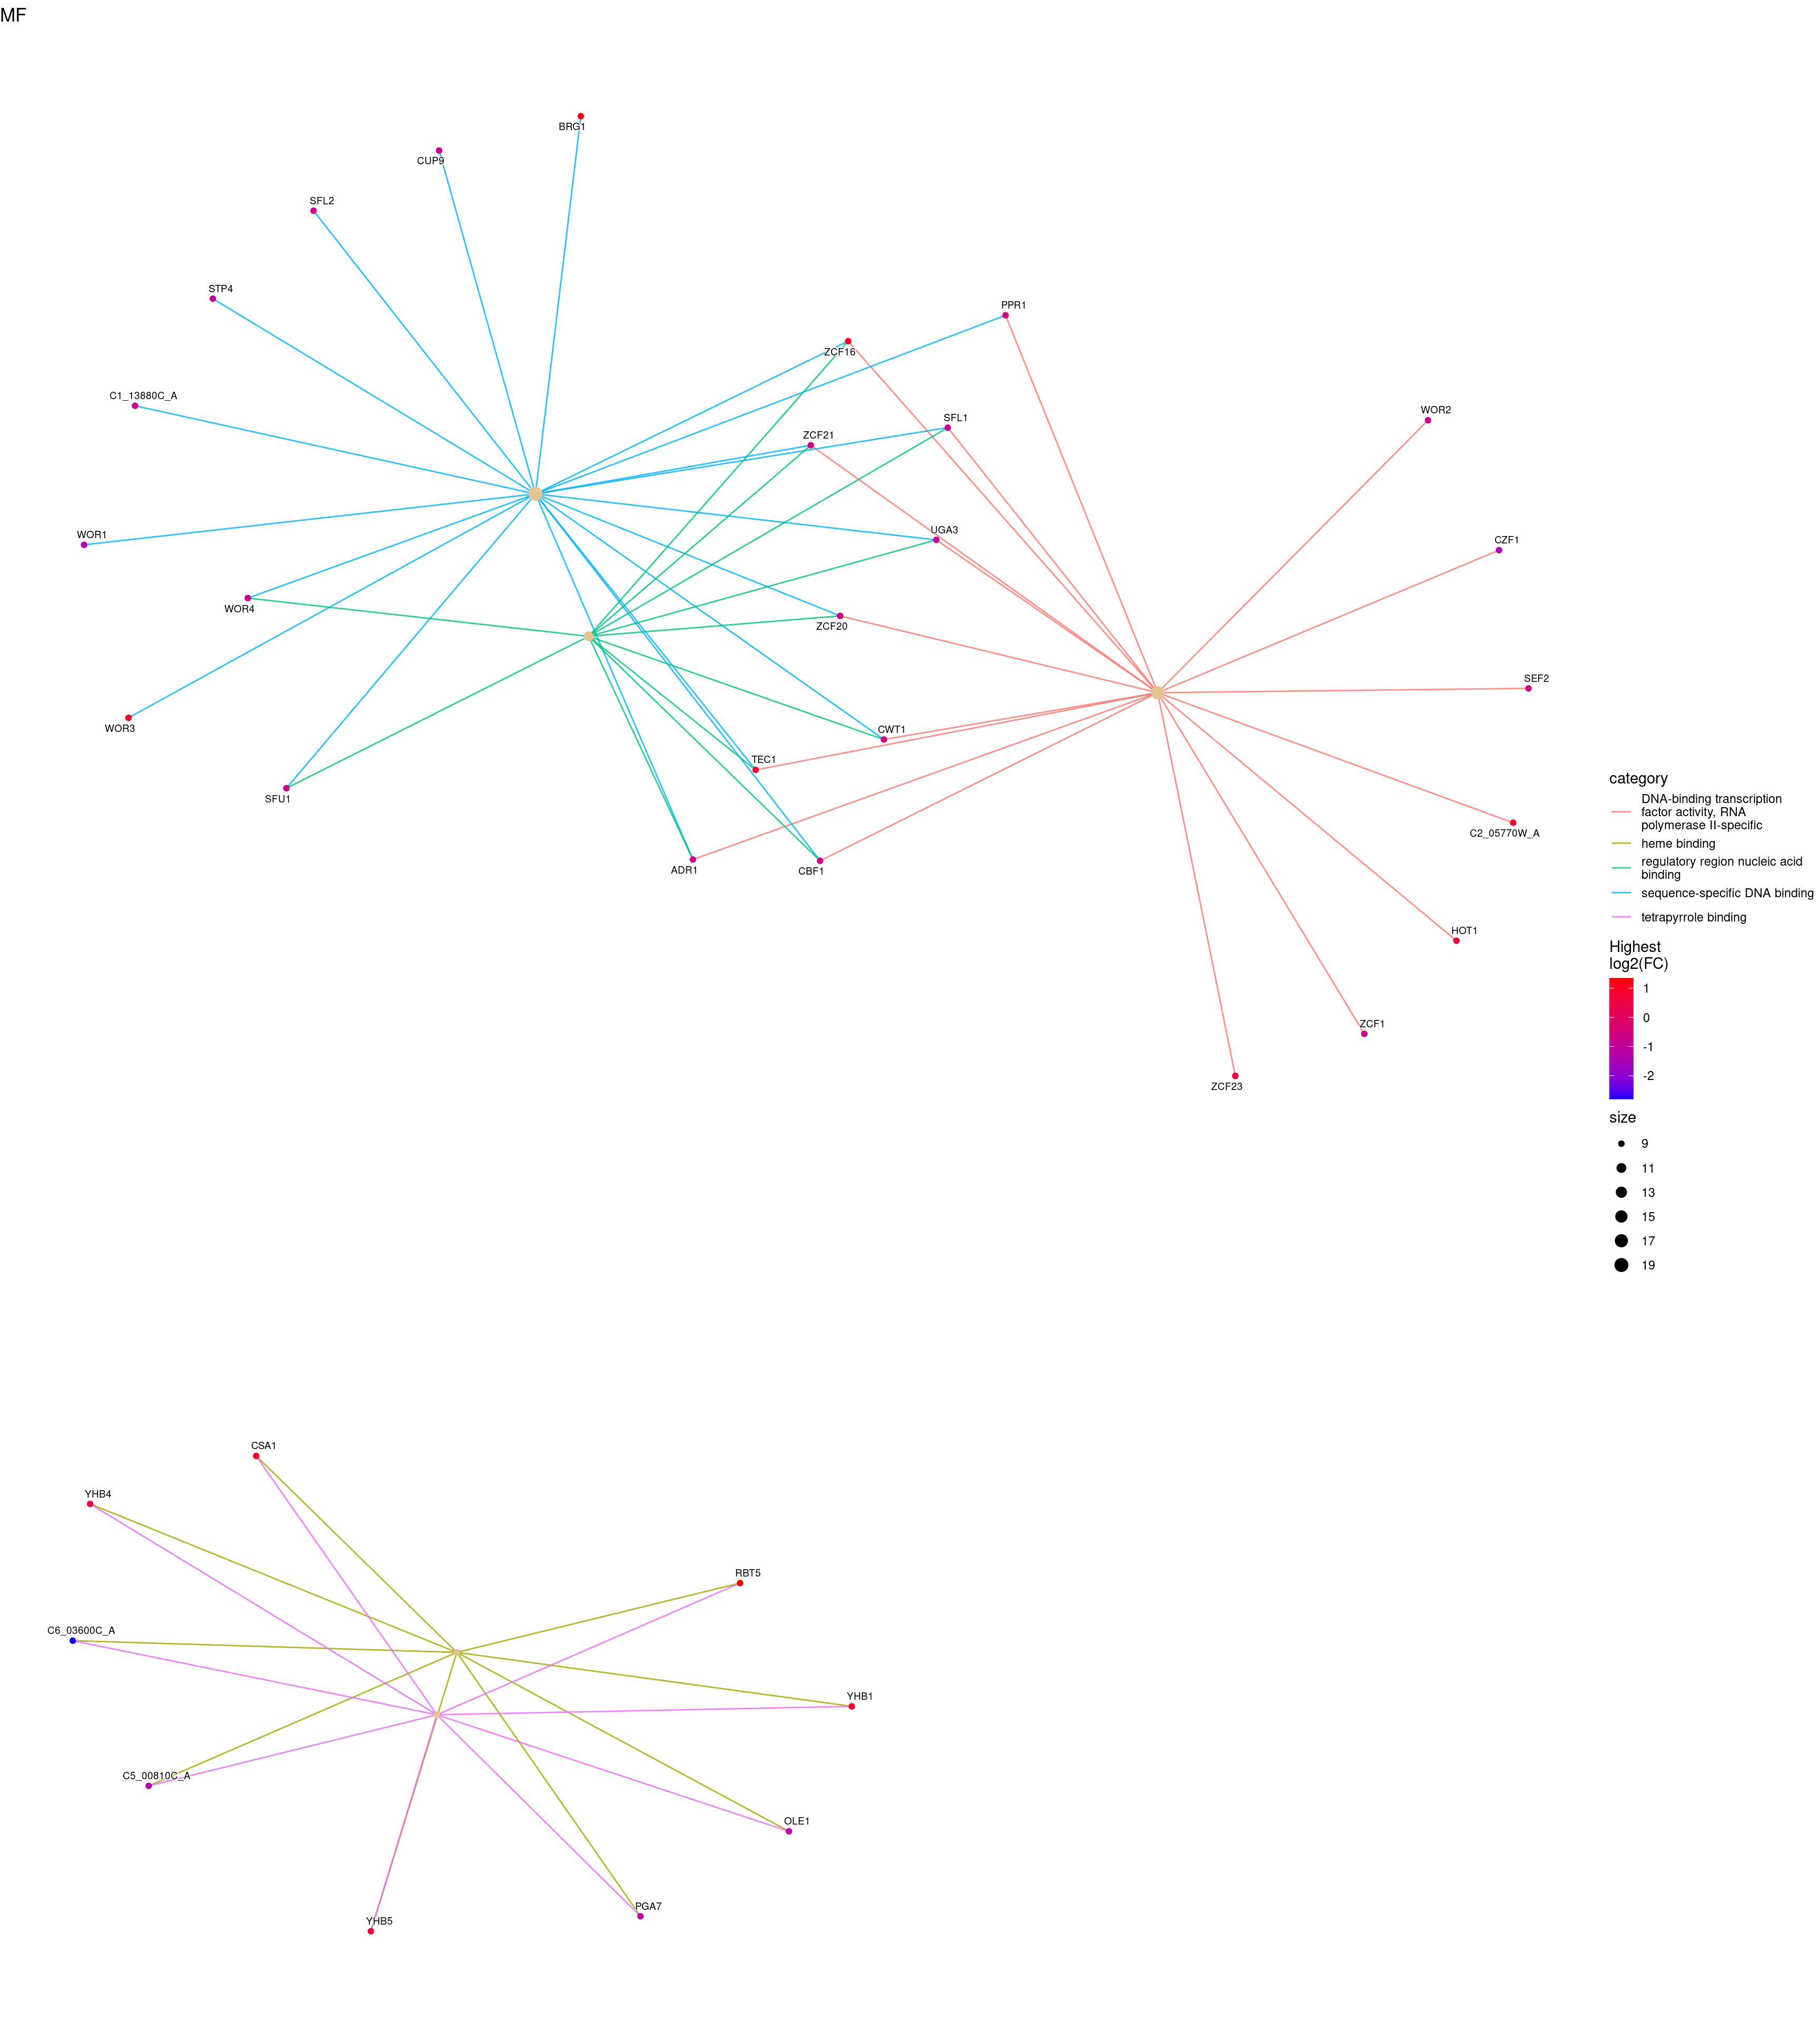 MF
BRG1
CUP9
SFL2
STP4
PPR1
ZCF16
C1_13880C_A
WOR2
SFL1
ZCF21
WOR1
UGA3
CZF1
WOR4
ZCF20
SEF2
WOR3
CWT1
TEC1
SFU1
C2_05770W_A
ADR1
CBF1
HOT1
ZCF1
ZCF23
category
DNA-binding transcription
factor activity, RNA
polymerase II-specific
heme binding
regulatory region nucleic acid
binding
sequence-specific DNA binding
tetrapyrrole binding
Highest
log2(FC)
1
0
-1
-2
size
9
11
13
15
17
19
CSA1
YHB4
RBT5
C6_03600C_A
YHB1
C5_00810C_A
OLE1
PGA7
YHB5